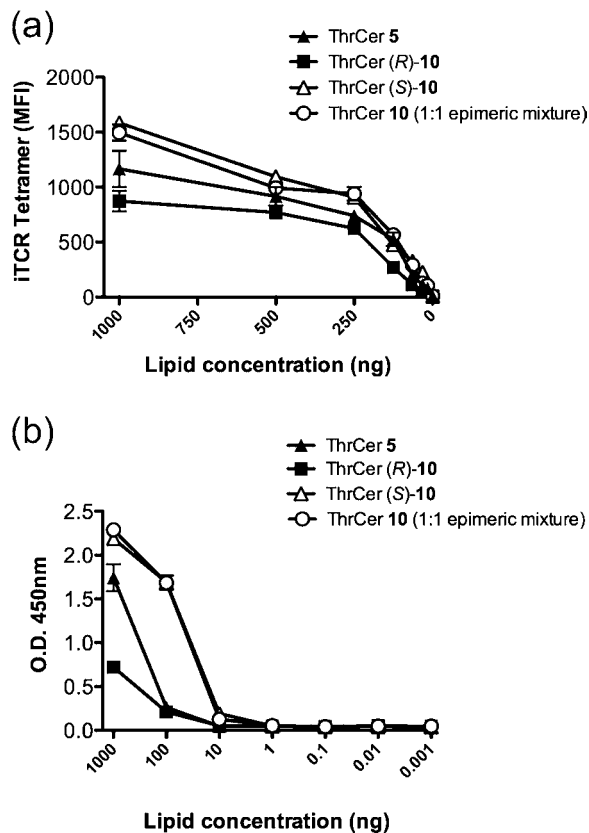 (a)
ThrCer 5
ThrCer (R)-10
ThrCer (S)-10
ThrCer 10 (1:1 epimeric mixture)
iTCR Tetramer (MFI)
2000
1500
1000
500
0
1000
750
500
250
0
Lipid concentration (ng)
(b)
ThrCer 5
ThrCer (R)-10
ThrCer (S)-10
ThrCer 10 (1:1 epimeric mixture)
O.D. 450nm
2.5
2.0
1.5
1.0
0.5
0.0
1000
100
10
1
0.1
0.01
0.001
Lipid concentration (ng)